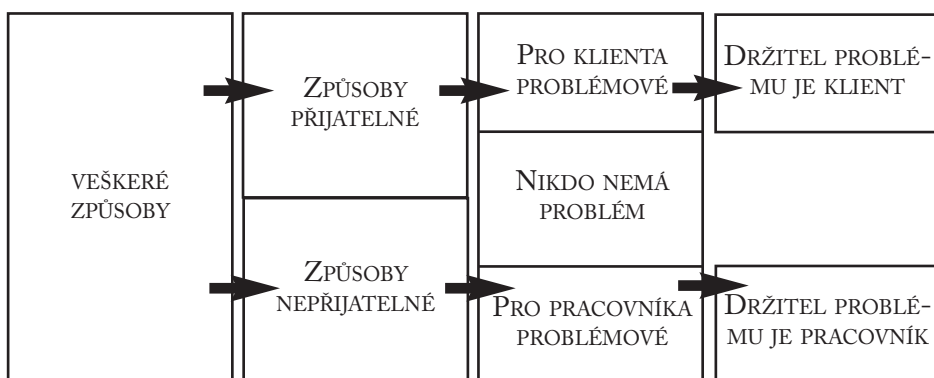 VEŠKERÉ
ZPŮSOBY
ZPŮSOBY
PŘIJATELNÉ
ZPŮSOBY
NEPŘIJATELNÉ
PRO KLIENTA
PROBLÉMOVÉ
NIKDO NEMÁ
PROBLÉM
PRO PRACOVNÍKA
PROBLÉMOVÉ
DRŽITEL PROBLÉ-
MU JE KLIENT
DRŽITEL PROBLÉ-
MU JE PRACOVNÍK